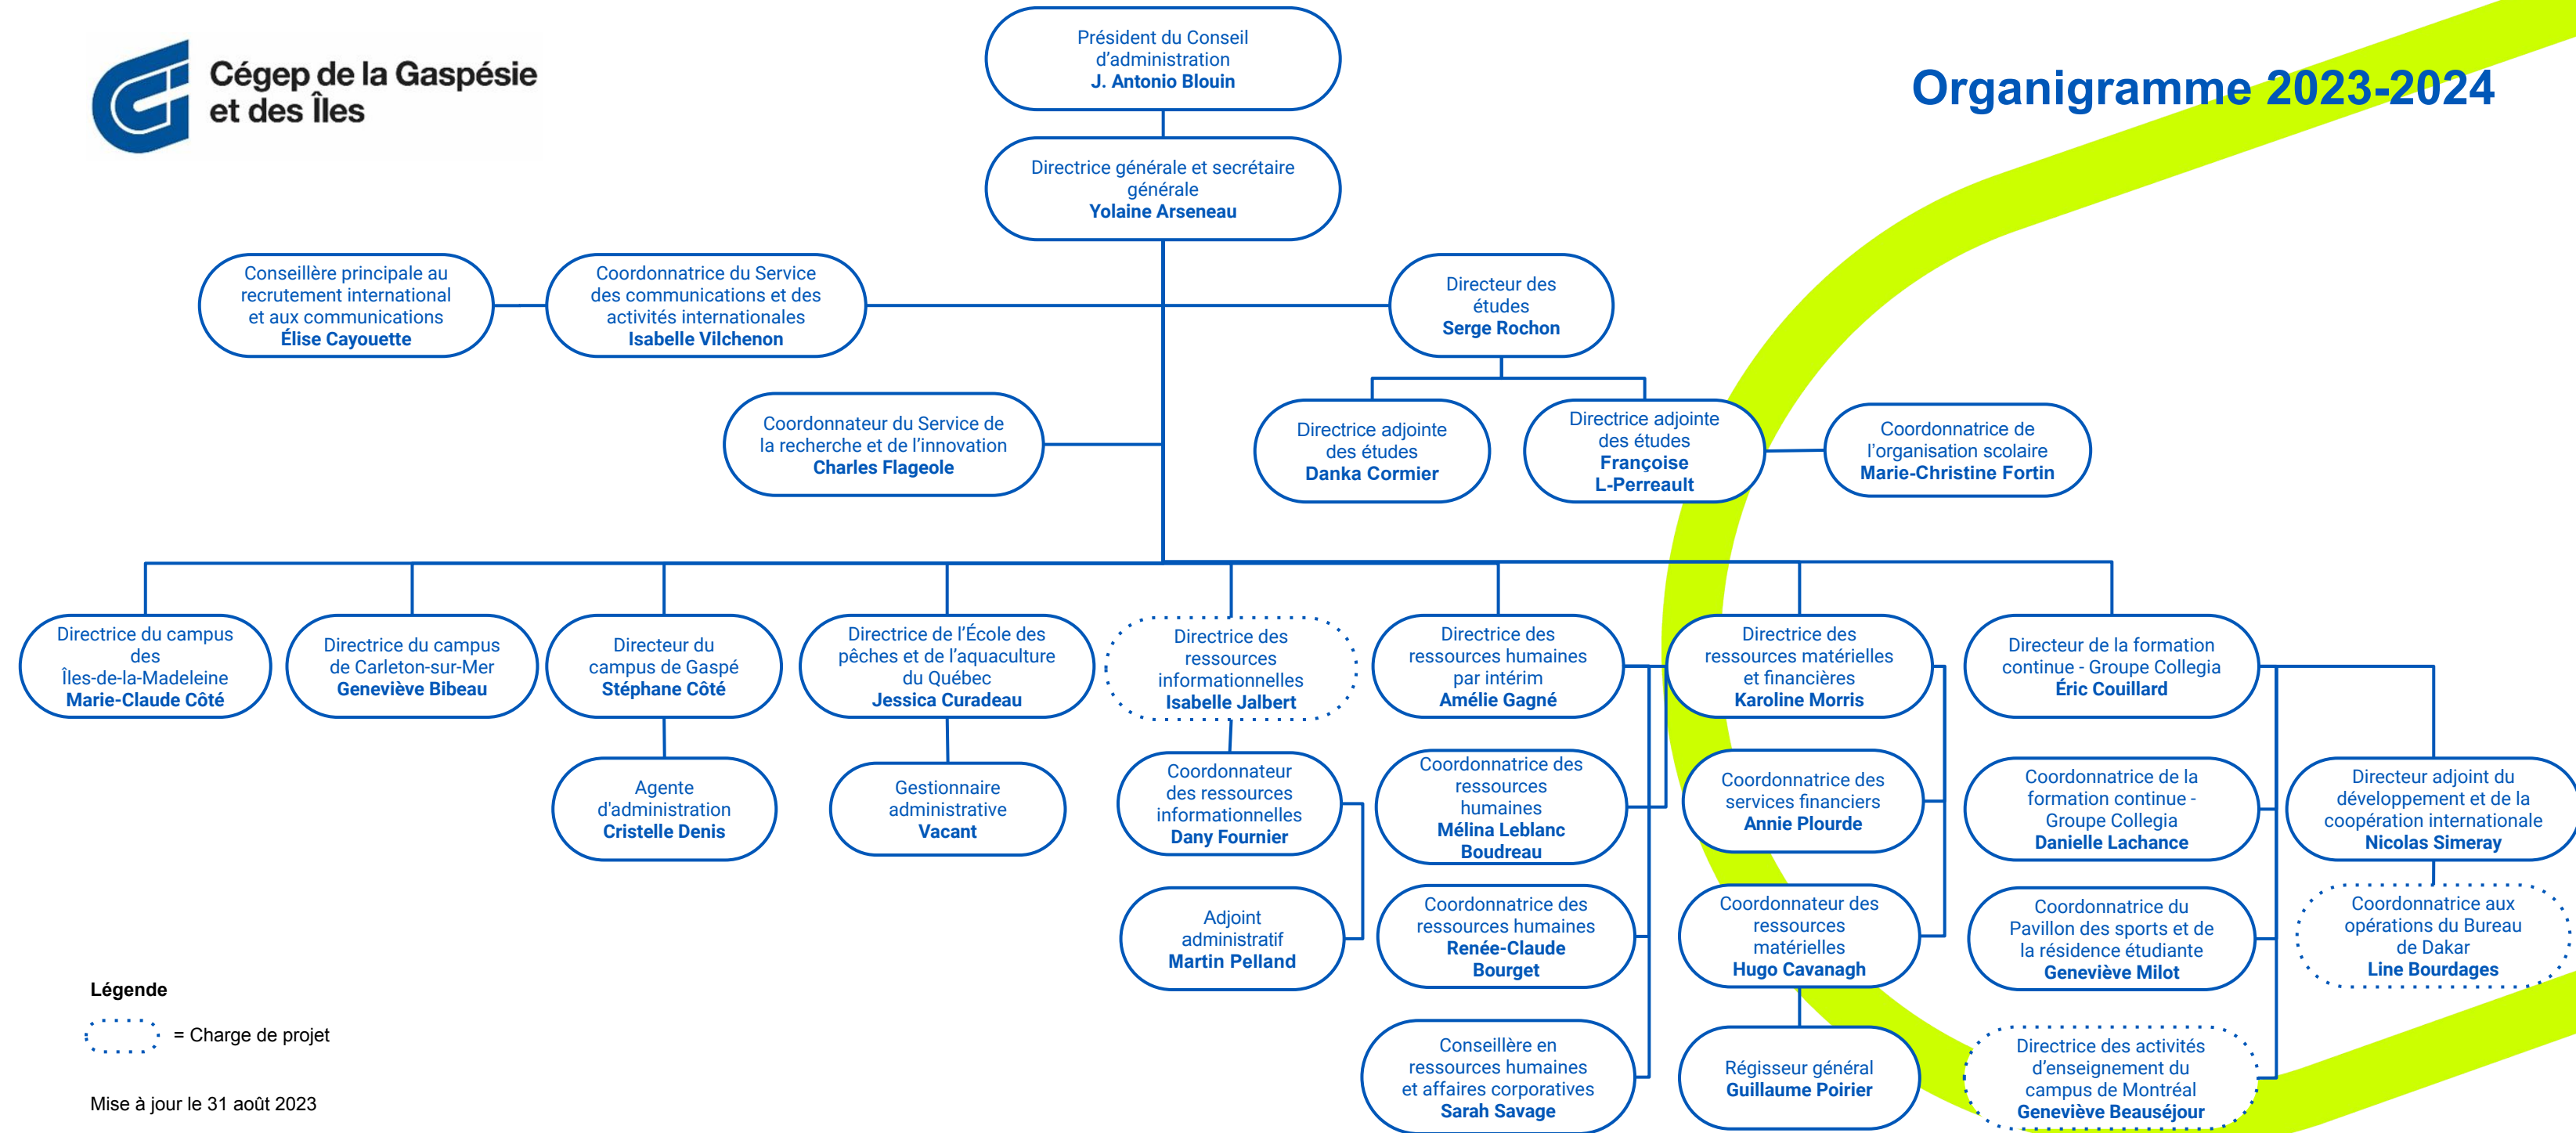 Cégep de la Gaspésie
et des Îles
Organigramme 2023-2024
Président du Conseil
d'administration
J. Antonio Blouin
Directrice générale et secrétaire
générale
Yolaine Arseneau
Conseillère principale au
recrutement international
et aux communications
Élise Cayouette
Coordonnatrice du Service
des communications et des
activités internationales
Isabelle Vilchenon
Directeur des
études
Serge Rochon
Coordonnateur du Service de
la recherche et de l'innovation
Charles Flageole
Directrice adjointe
des études
Danka Cormier
Directrice adjointe
des études
Françoise
L-Perreault
Coordonnatrice de
l'organisation scolaire
Marie-Christine Fortin
Directrice du campus
des
Îles-de-la-Madeleine
Marie-Claude Côté
Directrice du campus
de Carleton-sur-Mer
Geneviève Bibeau
Directeur du
campus de Gaspé
Stéphane Côté
Directrice de l'École des
pêches et de l'aquaculture
du Québec
Jessica Curadeau
Directrice des
ressources
informationnelles
Isabelle Jalbert
Directrice des
ressources humaines
par intérim
Amélie Gagné
Directrice des
ressources matérielles
et financières
Karoline Morris
Directeur de la formation
continue - Groupe Collegia
Éric Couillard
Agente
d'administration
Cristelle Denis
Gestionnaire
administrative
Vacant
Coordonnateur
des ressources
informationnelles
Dany Fournier
Coordonnatrice des
ressources
humaines
Mélina Leblanc
Boudreau
Coordonnatrice des
services financiers
Annie Plourde
Coordonnatrice de la
formation continue -
Groupe Collegia
Danielle Lachance
Directeur adjoint du
développement et de la
coopération internationale
Nicolas Simeray
Adjoint
administratif
Martin Pelland
Coordonnatrice des
ressources humaines
Renée-Claude
Bourget
Coordonnateur des
ressources
matérielles
Hugo Cavanagh
Coordonnatrice du
Pavillon des sports et de
la résidence étudiante
Geneviève Milot
Coordonnatrice aux
opérations du Bureau
de Dakar
Line Bourdages
Conseillère en
ressources humaines
et affaires corporatives
Sarah Savage
Régisseur général
Guillaume Poirier
Directrice des activités
d'enseignement du
campus de Montréal
Geneviève Beauséjour
Légende
= Charge de projet
Mise à jour le 31 août 2023